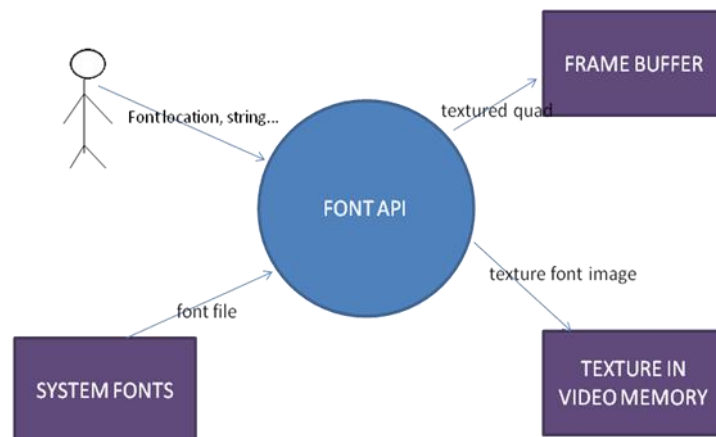 FRAME BUFFER
textured quad
Font location, string...
FONT API
texture font image
font file
SYSTEM FONTS
TEXTURE IN
VIDEO MEMORY